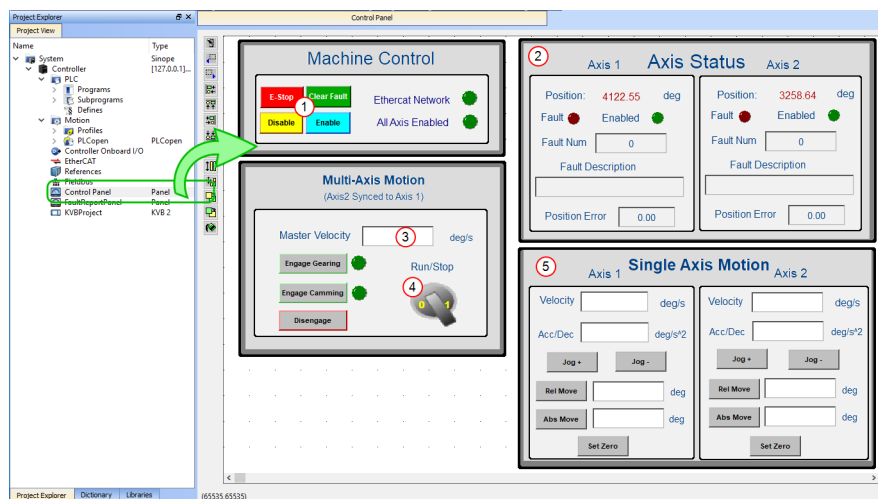 Project Explorer
Project View
Name Type
System Sinope
Controller [127.0.0.1]...
PLC
Programs
Subprograms
Defines
Motion
Profiles
PLCopen PLCopen
Controller Onboard I/O
EtherCAT
References
Fieldbus
Control Panel Panel
FaultReportPanel Panel
KVBProject KVB 2
Project Explorer Dictionary Libraries
Control Panel
Machine Control
E-Stop Clear Fault
1
Disable Enable
Ethercat Network
All Axis Enabled
Multi-Axis Motion
(Axis2 Synced to Axis 1)
Master Velocity 3 deg/s
Engage Gearing Run/Stop
Engage Camming 4 0 1
Disengage
2 Axis 1 Axis Status Axis 2
Position: 4122.55 deg
Fault Enabled
Fault Num 0
Fault Description
Position Error 0.00
Position: 3258.64 deg
Fault Enabled
Fault Num 0
Fault Description
Position Error 0.00
5 Axis 1 Single Axis Motion Axis 2
Velocity deg/s
Acc/Dec deg/s^2
Jog + Jog -
Rel Move deg
Abs Move deg
Set Zero
Velocity deg/s
Acc/Dec deg/s^2
Jog + Jog -
Rel Move deg
Abs Move deg
Set Zero
(65535,65535)